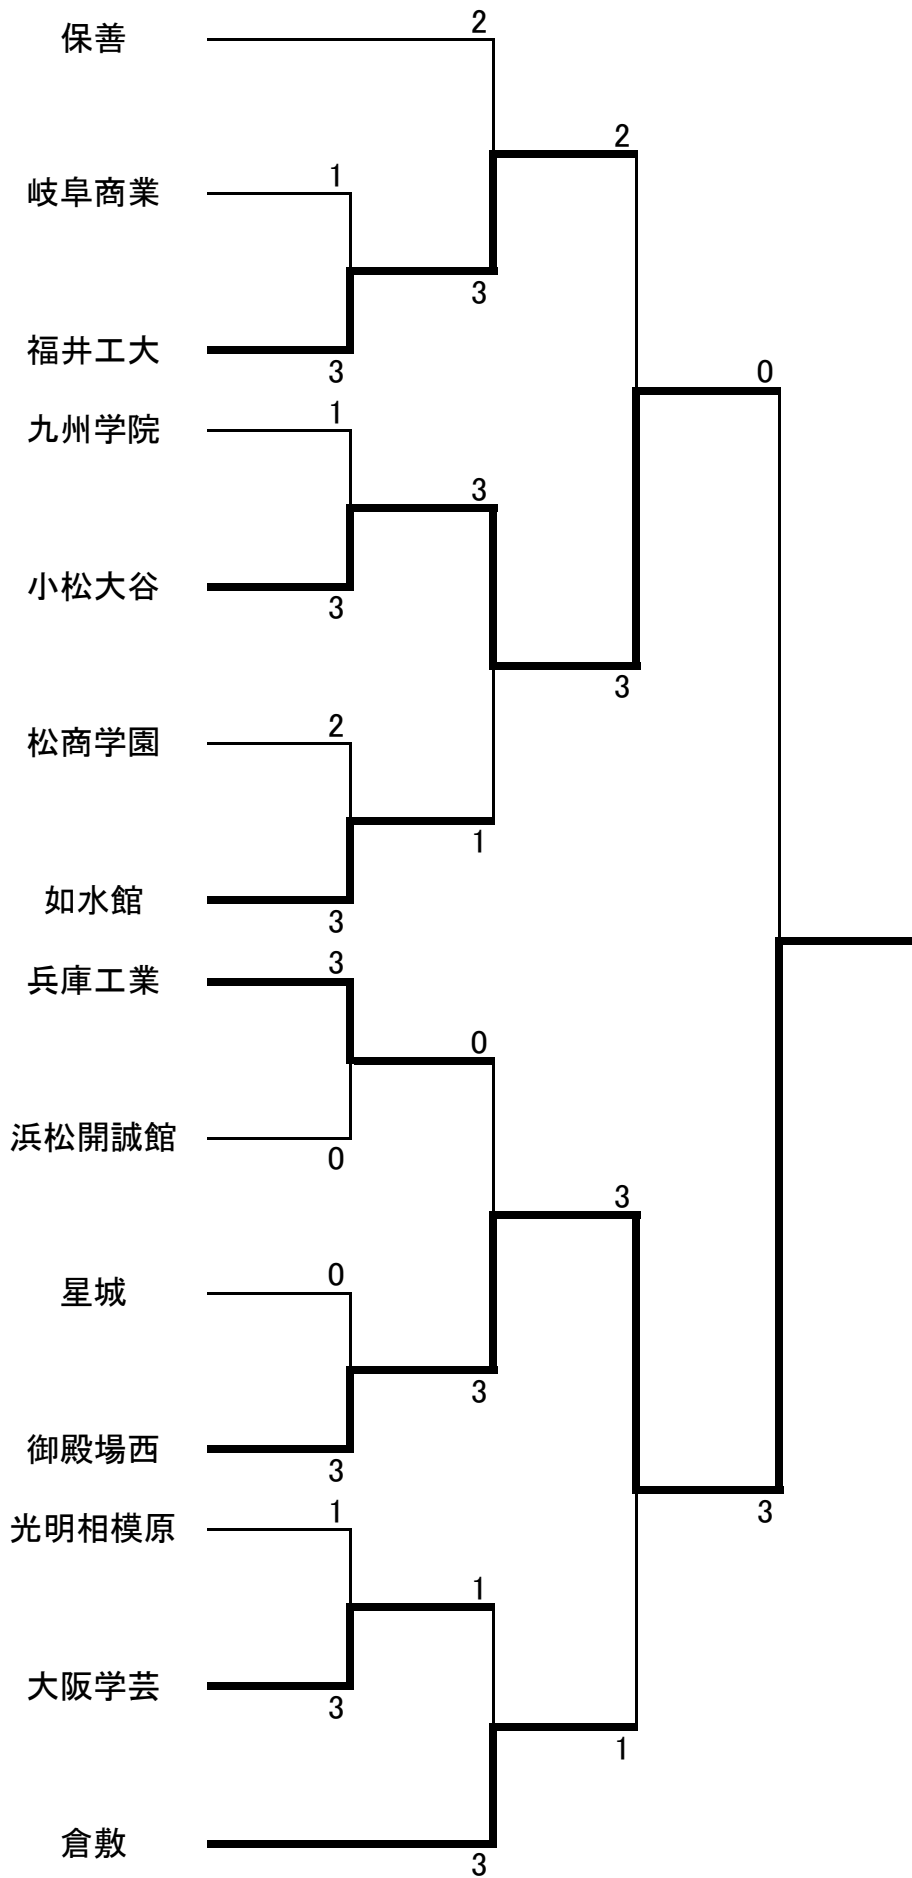 保善
2
2
岐阜商業
1
3
福井工大
3
0
九州学院
1
3
小松大谷
3
3
松商学園
2
1
如水館
3
兵庫工業
3
0
浜松開誠館
0
3
星城
0
3
御殿場西
3
3
光明相模原
1
1
大阪学芸
3
1
倉敷
3